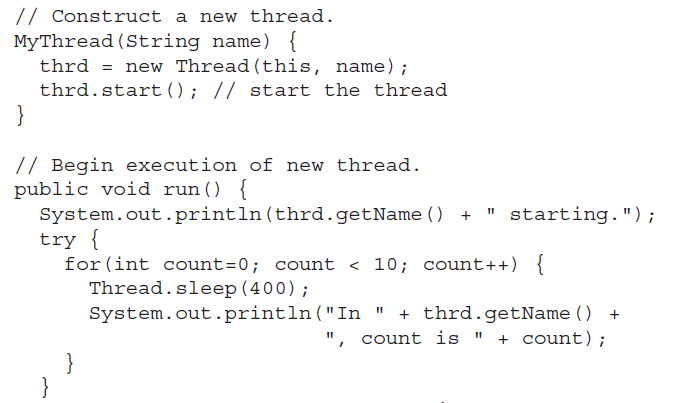 // Construct a new thread.
MyThread(String name) {
  thrd = new Thread(this, name);
  thrd.start(); // start the thread
}

// Begin execution of new thread.
public void run() {
  System.out.println(thrd.getName() + " starting.");
  try {
    for(int count=0; count < 10; count++) {
      Thread.sleep(400);
      System.out.println("In " + thrd.getName() +
                         ", count is " + count);
    }
  }